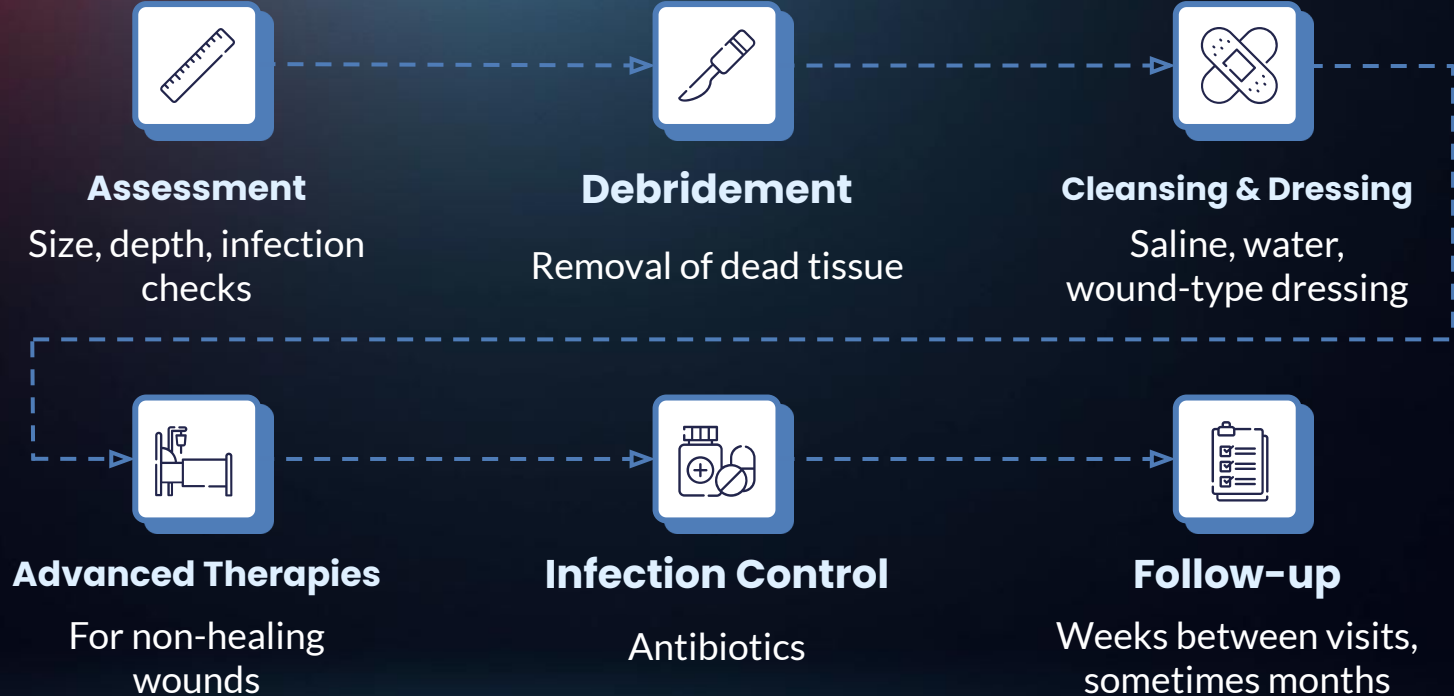 Assessment
Size, depth, infection
checks
Debridement
Removal of dead tissue
Cleansing & Dressing
Saline, water,
wound-type dressing
Advanced Therapies
For non-healing
wounds
Infection Control
Antibiotics
Follow-up
Weeks between visits,
sometimes months